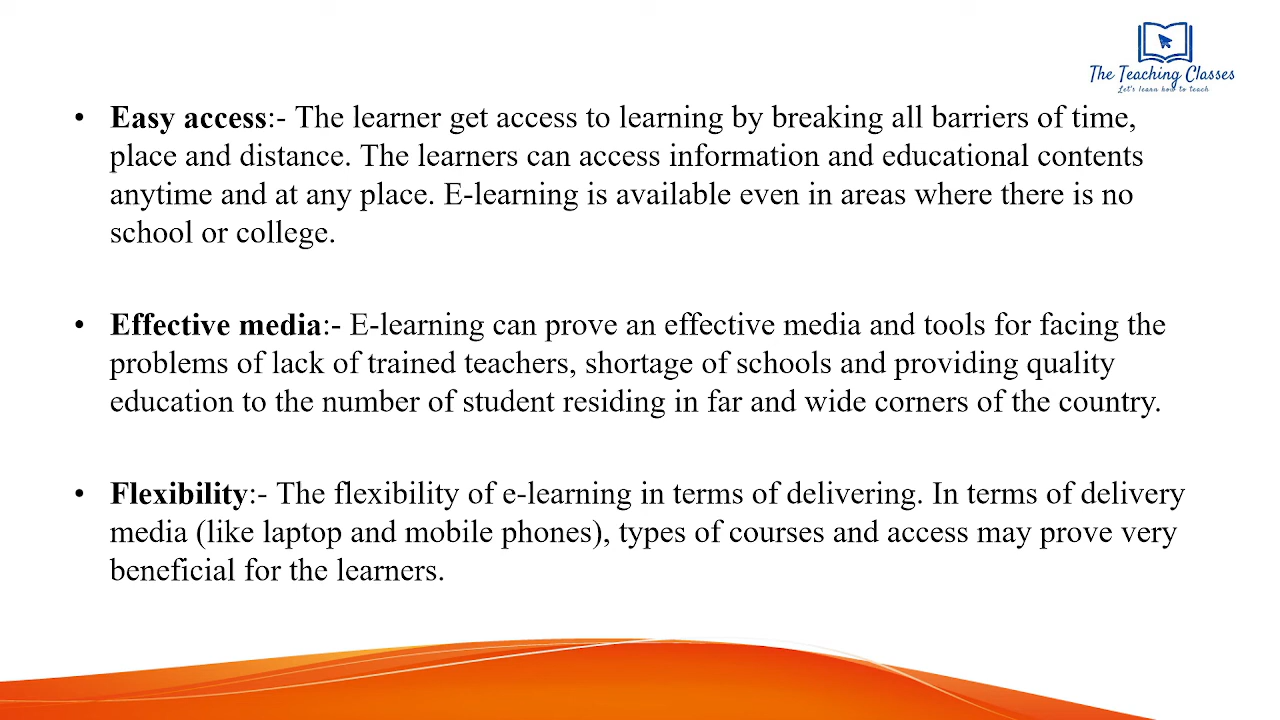 The Teaching Classes
Let's learn how to teach
• Easy access:- The learner get access to learning by breaking all barriers of time,
place and distance. The learners can access information and educational contents
anytime and at any place. E-learning is available even in areas where there is no
school or college.
• Effective media:- E-learning can prove an effective media and tools for facing the
problems of lack of trained teachers, shortage of schools and providing quality
education to the number of student residing in far and wide corners of the country.
• Flexibility:- The flexibility of e-learning in terms of delivering. In terms of delivery
media (like laptop and mobile phones), types of courses and access may prove very
beneficial for the learners.